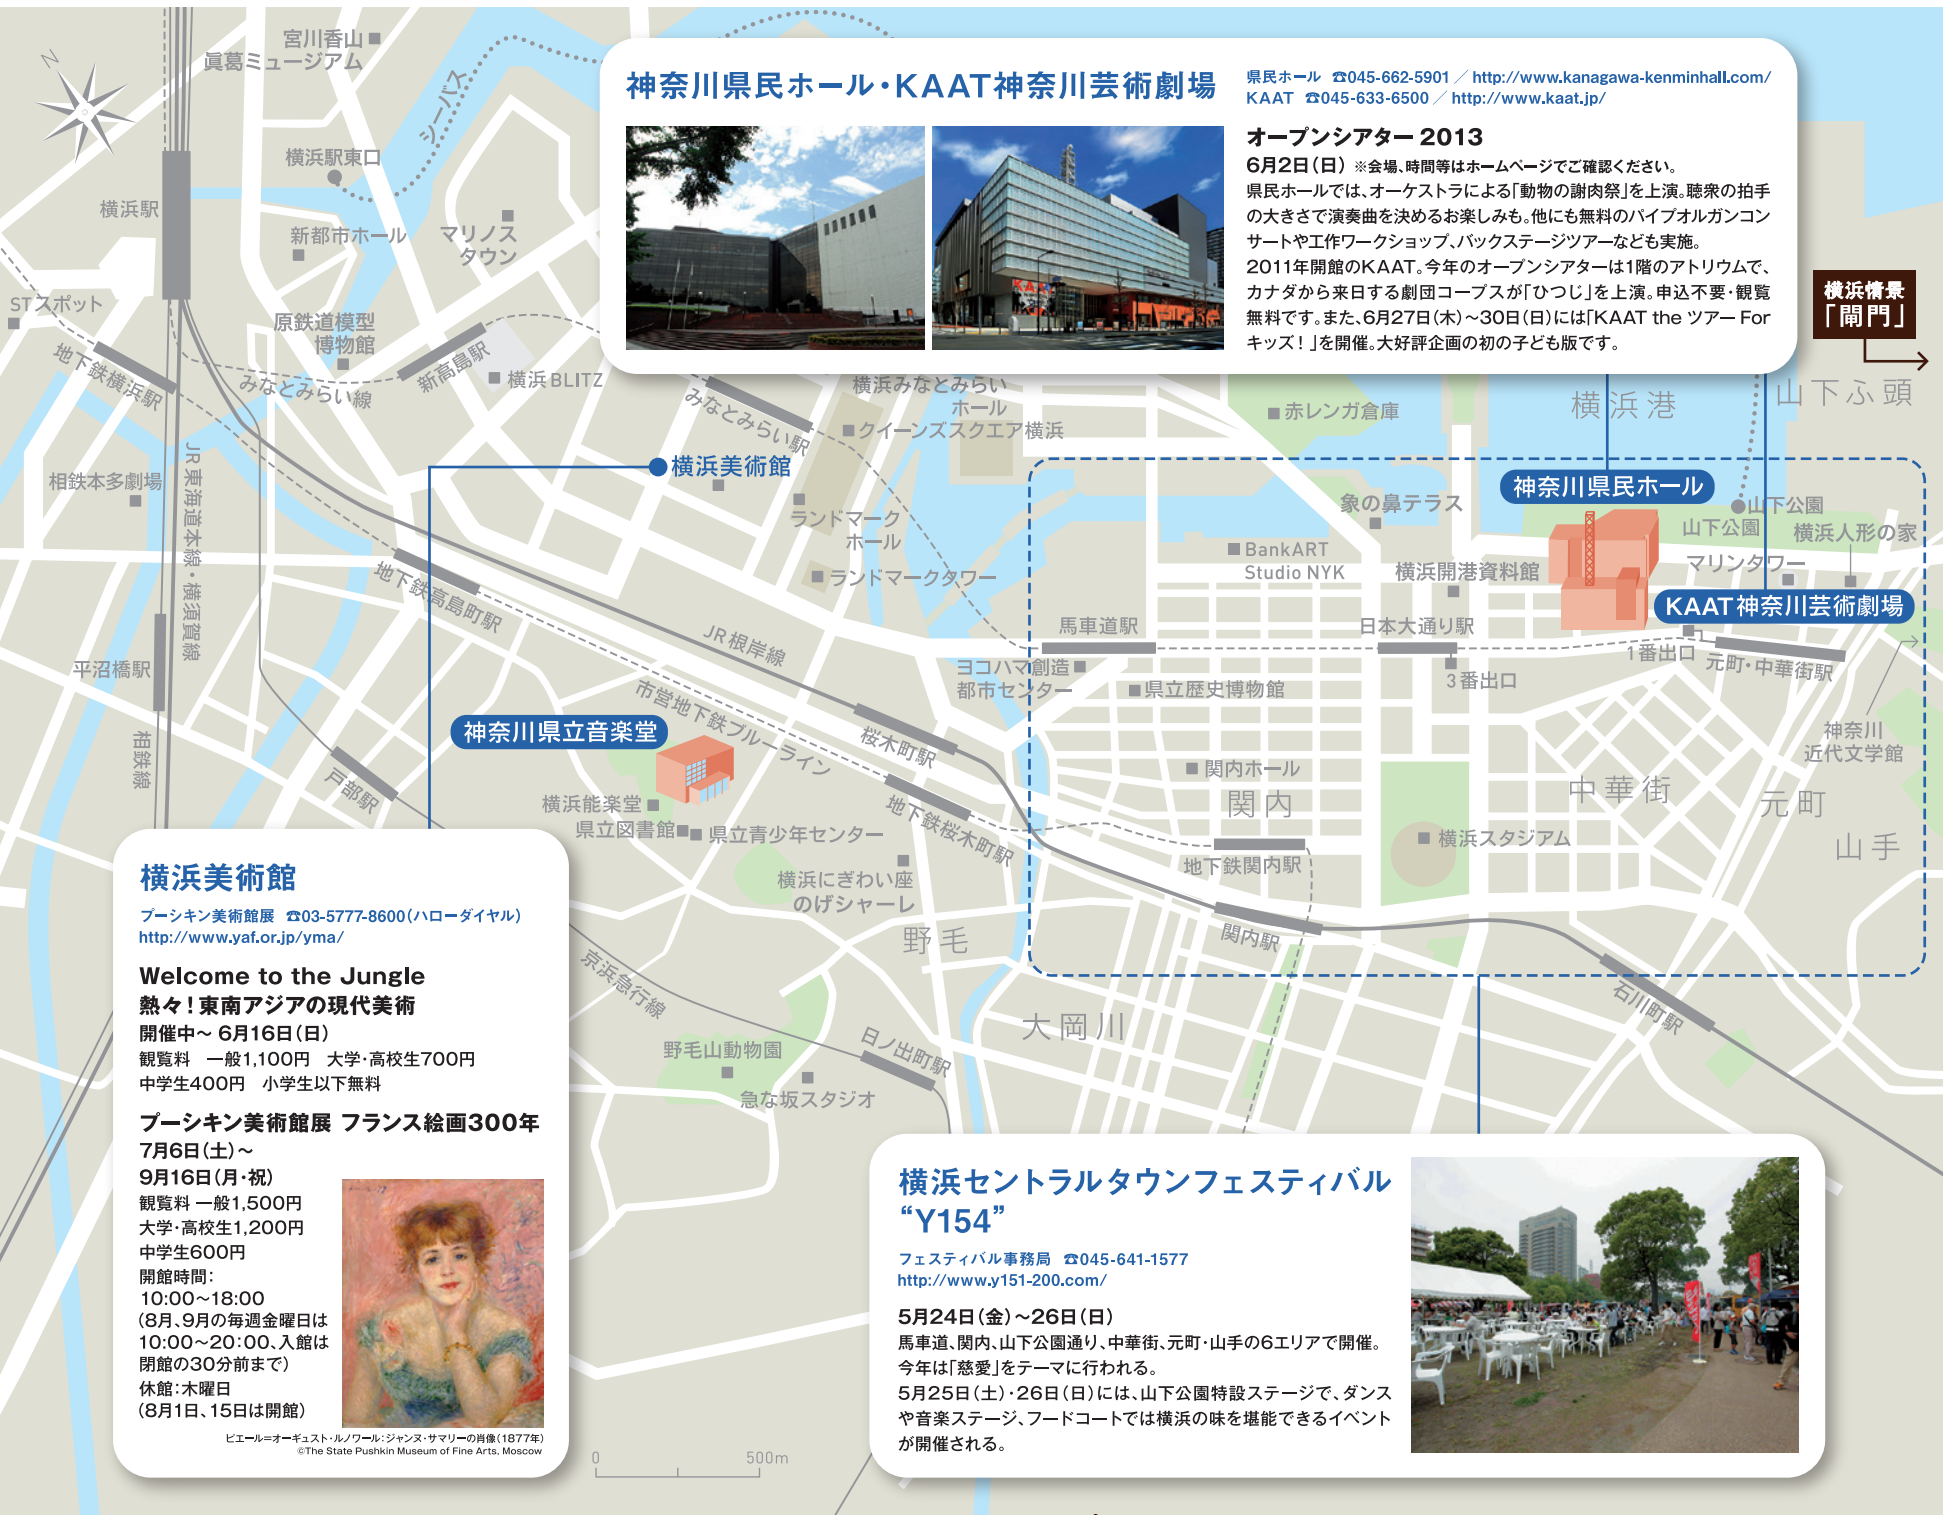 N
宮川香山
眞葛ミュージアム
シーバス
横浜駅東口
横浜駅
新都市ホール
マリノス
タウン
STスポット
原鉄道模型
博物館
地下鉄横浜駅
みなとみらい線
新高島駅
横浜BLITZ
神奈川県民ホール・KAAT神奈川芸術劇場
県民ホール ☎045-662-5901／http://www.kanagawa-kenminhall.com/
KAAT ☎045-633-6500／http://www.kaat.jp/
オープンシアター 2013
6月2日(日) ※会場、時間等はホームページでご確認ください。
県民ホールでは、オーケストラによる「動物の謝肉祭」を上演。聴衆の拍手
の大きさで演奏曲を決めるお楽しみも。他にも無料のパイプオルガンコン
サートや工作ワークショップ、バックステージツアーなども実施。
2011年開館のKAAT。今年のオープンシアターは1階のアトリウムで、
カナダから来日する劇団コープスが「ひつじ」を上演。申込不要・観覧
無料です。また、6月27日(木)～30日(日)には「KAAT the ツアー For
キッズ！」を開催。大好評企画の初の子ども版です。
横浜情景
「閘門」
みなとみらい駅
横浜みなとみらい
ホール
クイーンズスクエア横浜
赤レンガ倉庫
横浜港
山下ふ頭
相鉄本多劇場
JR東海道本線・横須賀線
横浜美術館
ランドマーク
ホール
ランドマークタワー
象の鼻テラス
神奈川県民ホール
山下公園
山下公園
横浜人形の家
BankART
Studio NYK
横浜開港資料館
マリンタワー
KAAT神奈川芸術劇場
地下鉄高島町駅
JR根岸線
馬車道駅
日本大通り駅
平沼橋駅
ヨコハマ創造
都市センター
県立歴史博物館
3番出口
1番出口
元町・中華街駅
市営地下鉄ブルーライン
神奈川県立音楽堂
桜木町駅
相鉄線
戸部駅
神奈川
近代文学館
関内ホール
関内
中華街
元町
山手
横浜能楽堂
県立図書館
県立青少年センター
地下鉄桜木町駅
横浜スタジアム
地下鉄関内駅
横浜にぎわい座
のげシャーレ
野毛
関内駅
京浜急行線
石川町駅
大岡川
野毛山動物園
日ノ出町駅
急な坂スタジオ
横浜美術館
プーシキン美術館展 ☎03-5777-8600(ハローダイヤル)
http://www.yaf.or.jp/yma/
Welcome to the Jungle
熱々！東南アジアの現代美術
開催中～ 6月16日(日)
観覧料 一般1,100円 大学・高校生700円
中学生400円 小学生以下無料
プーシキン美術館展 フランス絵画300年
7月6日(土)～
9月16日(月・祝)
観覧料 一般1,500円
大学・高校生1,200円
中学生600円
開館時間：
10:00～18:00
(8月、9月の毎週金曜日は
10:00～20:00、入館は
閉館の30分前まで)
休館：木曜日
(8月1日、15日は開館)
ピエール＝オーギュスト・ルノワール：ジャンヌ・サマリーの肖像(1877年)
©The State Pushkin Museum of Fine Arts, Moscow
0
500m
横浜セントラルタウンフェスティバル
“Y154”
フェスティバル事務局 ☎045-641-1577
http://www.y151-200.com/
5月24日(金)～26日(日)
馬車道、関内、山下公園通り、中華街、元町・山手の6エリアで開催。
今年は「慈愛」をテーマに行われる。
5月25日(土)・26日(日)には、山下公園特設ステージで、ダンス
や音楽ステージ、フードコートでは横浜の味を堪能できるイベント
が開催される。